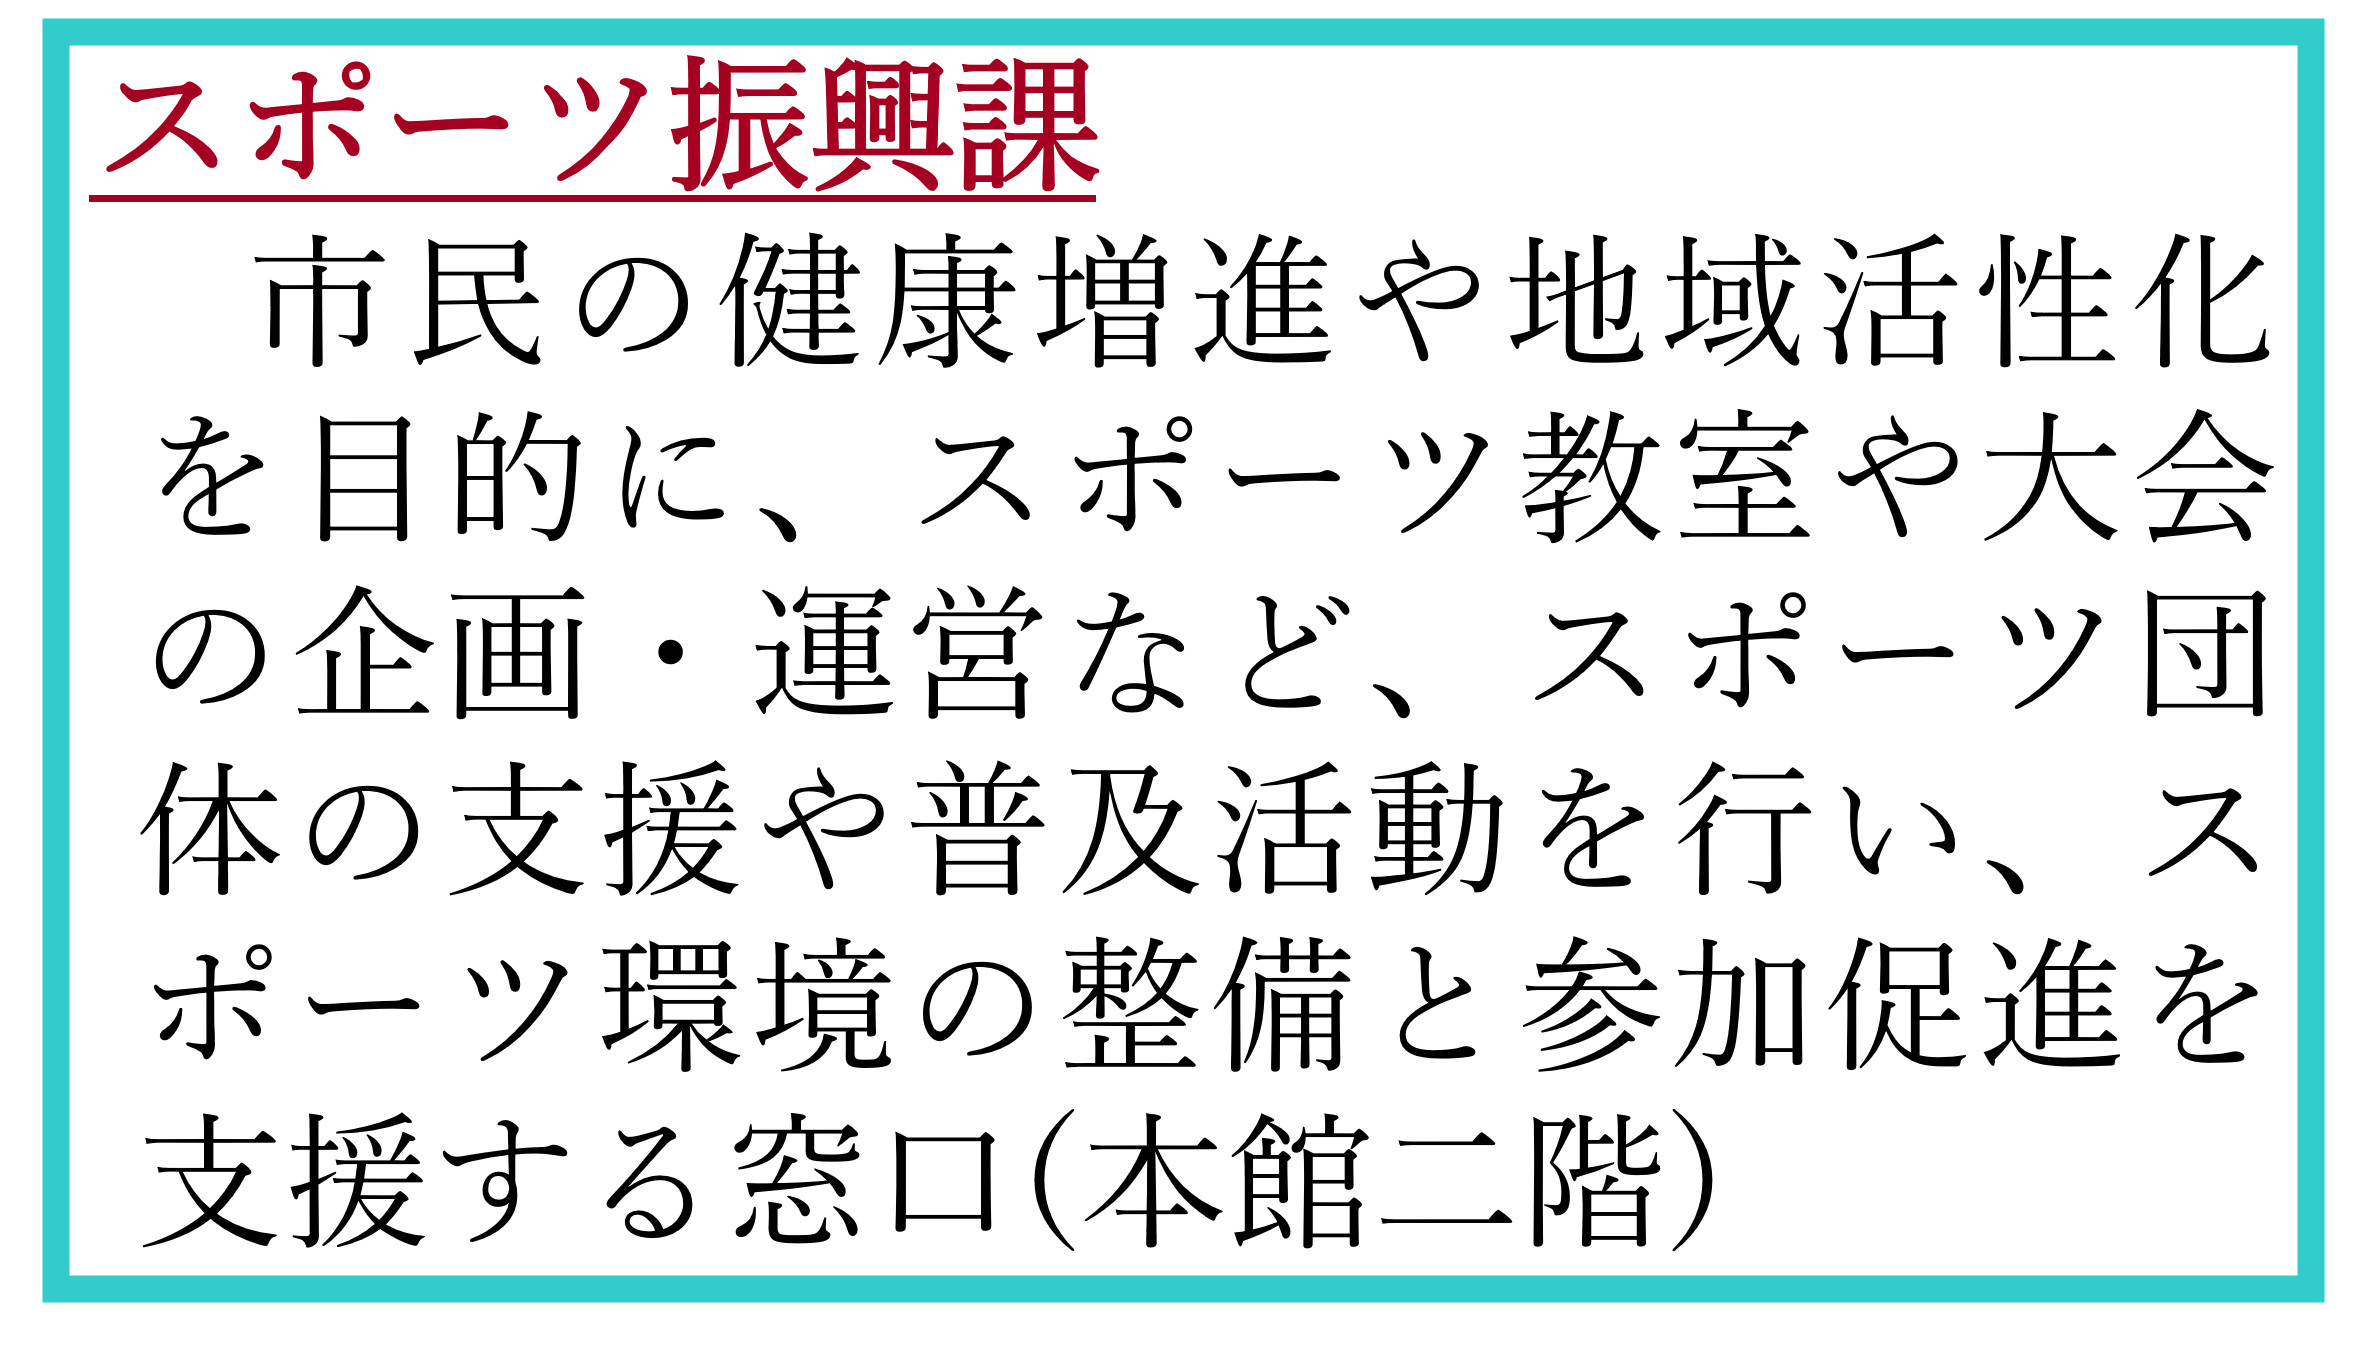 スポーツ振興課
市民の健康増進や地域活性化
を目的に、スポーツ教室や大会
の企画・運営など、スポーツ団
体の支援や普及活動を行い、ス
ポーツ環境の整備と参加促進を
支援する窓口(本館二階)